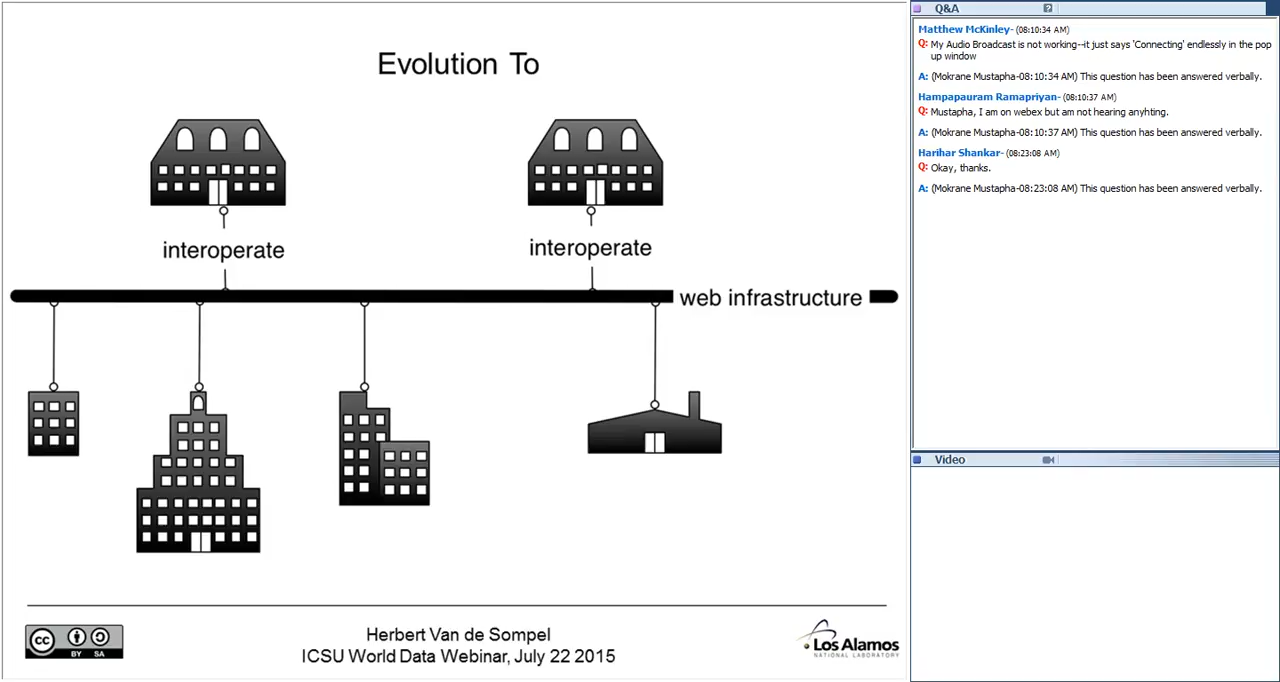 Evolution To
interoperate
interoperate
web infrastructure
cc
BY SA
Herbert Van de Sompel
ICSU World Data Webinar, July 22 2015
Los Alamos
NATIONAL LABORATORY
Q&A
?
Matthew McKinley- (08:10:34 AM)
Q: My Audio Broadcast is not working--it just says 'Connecting' endlessly in the pop
up window
A: (Mokrane Mustapha-08:10:34 AM) This question has been answered verbally.
Hampapauram Ramapriyan- (08:10:37 AM)
Q: Mustapha, I am on webex but am not hearing anyhting.
A: (Mokrane Mustapha-08:10:37 AM) This question has been answered verbally.
Harihar Shankar- (08:23:08 AM)
Q: Okay, thanks.
A: (Mokrane Mustapha-08:23:08 AM) This question has been answered verbally.
Video